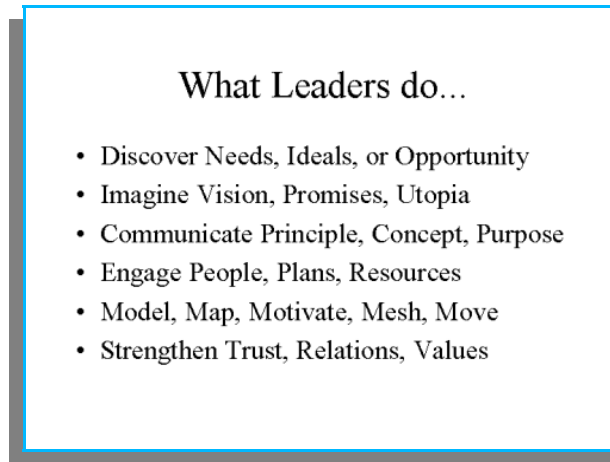 What Leaders do...
• Discover Needs, Ideals, or Opportunity
• Imagine Vision, Promises, Utopia
• Communicate Principle, Concept, Purpose
• Engage People, Plans, Resources
• Model, Map, Motivate, Mesh, Move
• Strengthen Trust, Relations, Values